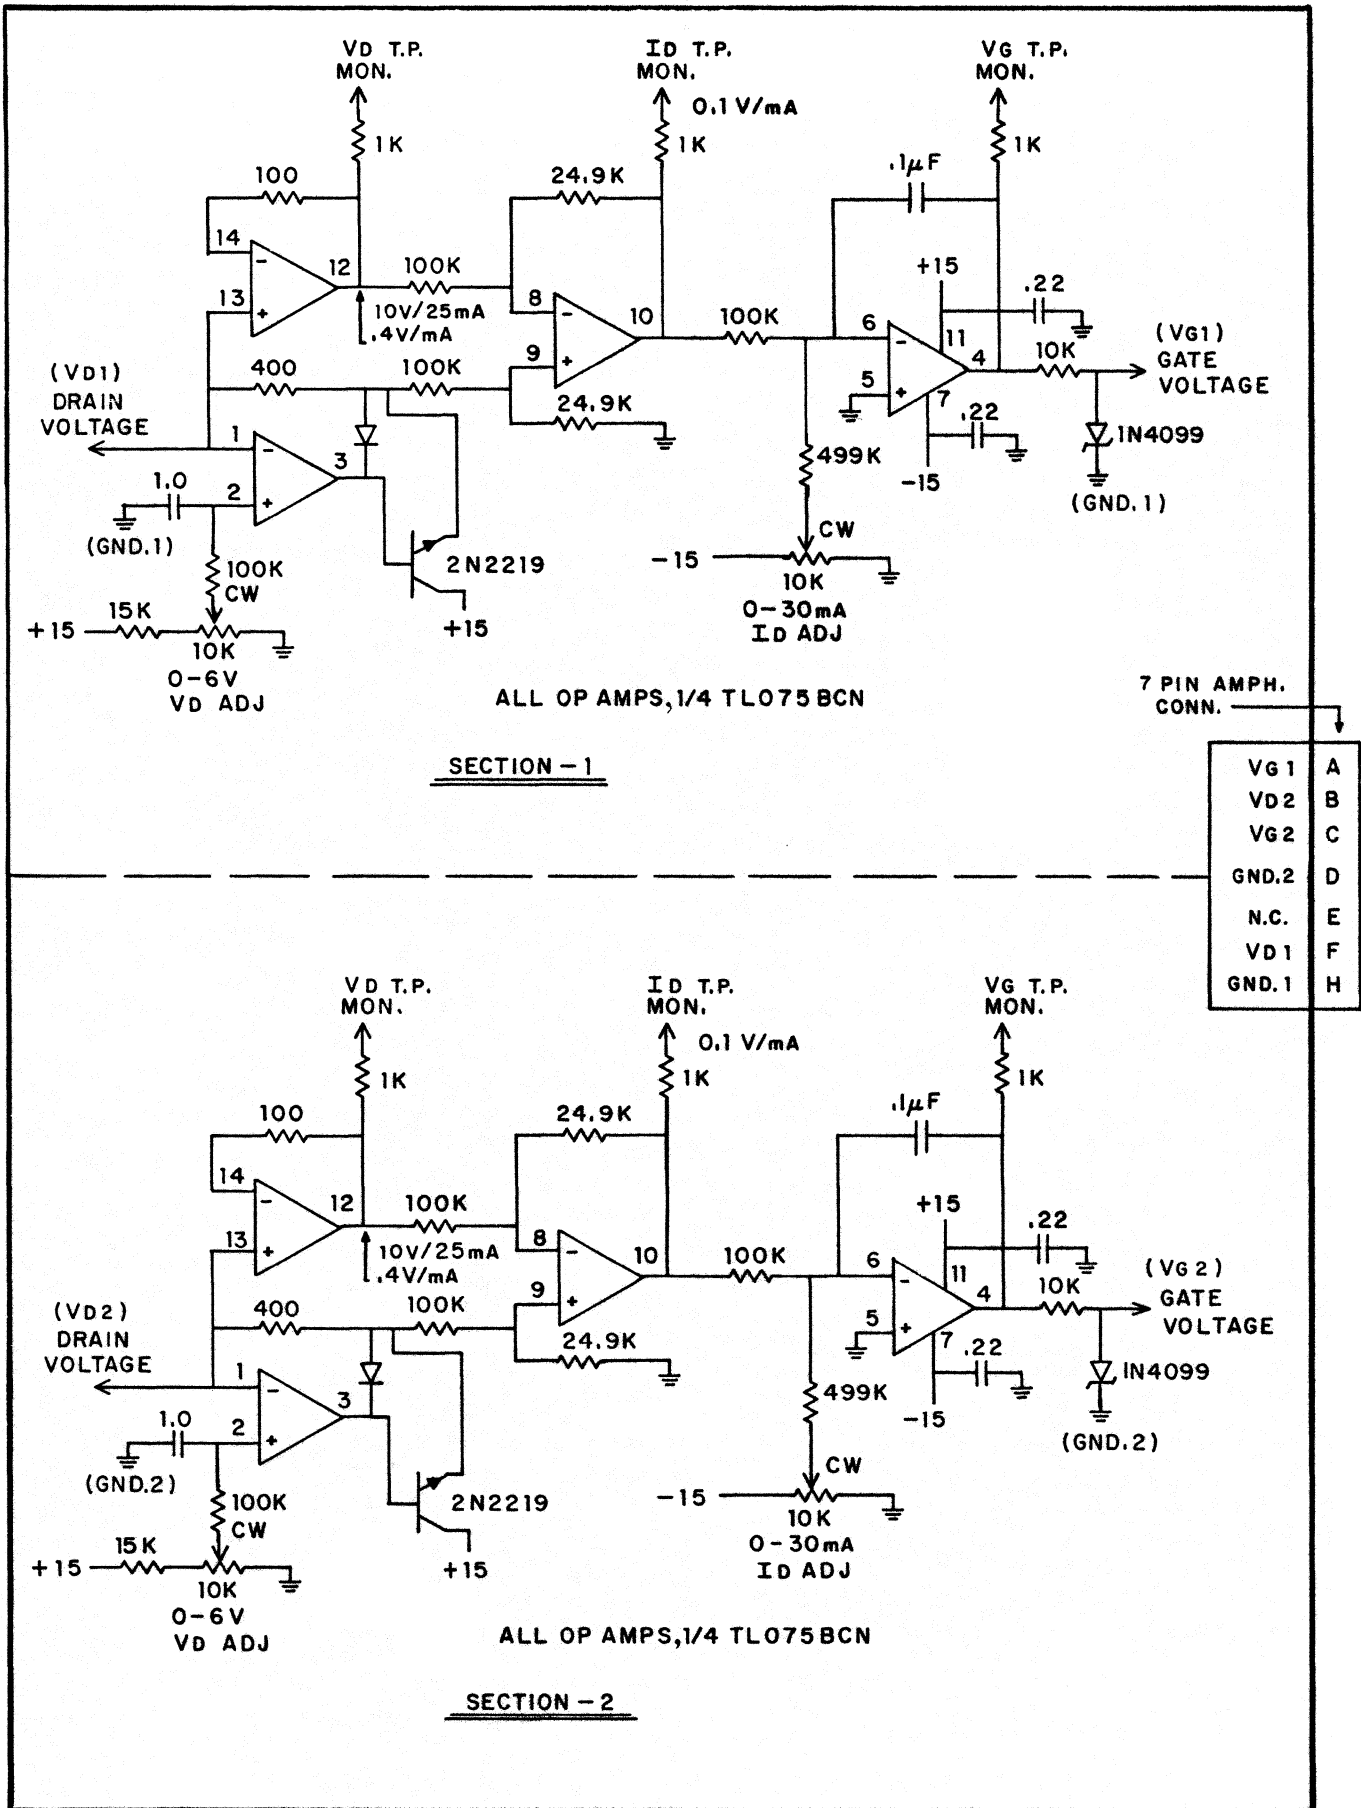 VD T.P.
MON.
ID T.P.
MON.
VG T.P.
MON.
0.1 V/mA
1K
1K
1K
100
24.9K
.1µF
14
12
13
100K
10V/25mA
.4V/mA
8
10
9
100K
+15
.22
6
11
5
4
7
10K
(VG1)
GATE
VOLTAGE
(VD1)
DRAIN
VOLTAGE
400
100K
24.9K
.22
1N4099
-15
(GND.1)
1
3
1.0
2
(GND.1)
499K
2N2219
CW
-15
10K
0-30mA
ID ADJ
100K
CW
15K
+15
10K
0-6V
VD ADJ
+15
ALL OP AMPS,1/4 TL075BCN
SECTION-1
7 PIN AMPH.
CONN.
VG1 A
VD2 B
VG2 C
GND.2 D
N.C. E
VD1 F
GND.1 H
VD T.P.
MON.
ID T.P.
MON.
VG T.P.
MON.
0.1 V/mA
1K
1K
1K
100
24.9K
.1µF
14
12
13
100K
10V/25mA
.4V/mA
8
10
9
100K
+15
.22
6
11
5
4
7
10K
(VG2)
GATE
VOLTAGE
(VD2)
DRAIN
VOLTAGE
400
100K
24.9K
.22
1N4099
-15
(GND.2)
1
3
1.0
2
(GND.2)
499K
2N2219
CW
-15
10K
0-30mA
ID ADJ
100K
CW
15K
+15
10K
0-6V
VD ADJ
+15
ALL OP AMPS,1/4 TL075BCN
SECTION-2